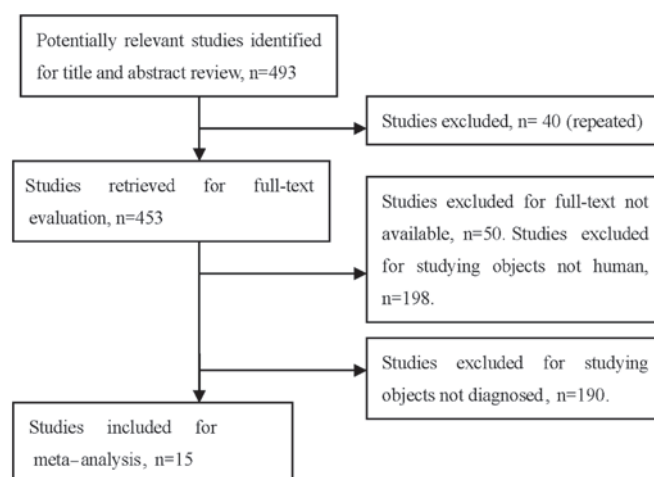 Potentially relevant studies identified
for title and abstract review, n=493
Studies excluded, n= 40 (repeated)
Studies retrieved for full-text
evaluation, n=453
Studies excluded for full-text not
available, n=50. Studies excluded
for studying objects not human,
n=198.
Studies excluded for studying
objects not diagnosed, n=190.
Studies included for
meta-analysis, n=15